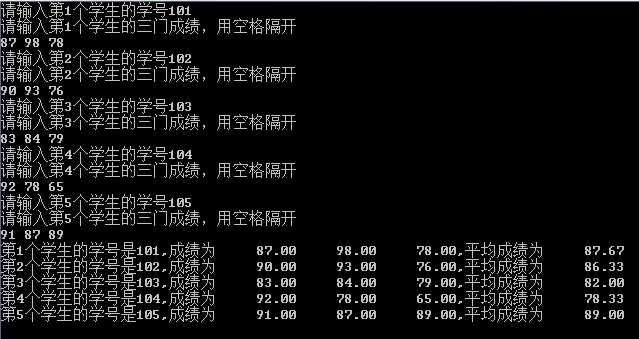 请输入第1个学生的学号101
请输入第1个学生的三门成绩，用空格隔开
87 98 78
请输入第2个学生的学号102
请输入第2个学生的三门成绩，用空格隔开
90 93 76
请输入第3个学生的学号103
请输入第3个学生的三门成绩，用空格隔开
83 84 79
请输入第4个学生的学号104
请输入第4个学生的三门成绩，用空格隔开
92 78 65
请输入第5个学生的学号105
请输入第5个学生的三门成绩，用空格隔开
91 87 89
第1个学生的学号是101,成绩为 87.00 98.00 78.00,平均成绩为 87.67
第2个学生的学号是102,成绩为 90.00 93.00 76.00,平均成绩为 86.33
第3个学生的学号是103,成绩为 83.00 84.00 79.00,平均成绩为 82.00
第4个学生的学号是104,成绩为 92.00 78.00 65.00,平均成绩为 78.33
第5个学生的学号是105,成绩为 91.00 87.00 89.00,平均成绩为 89.00